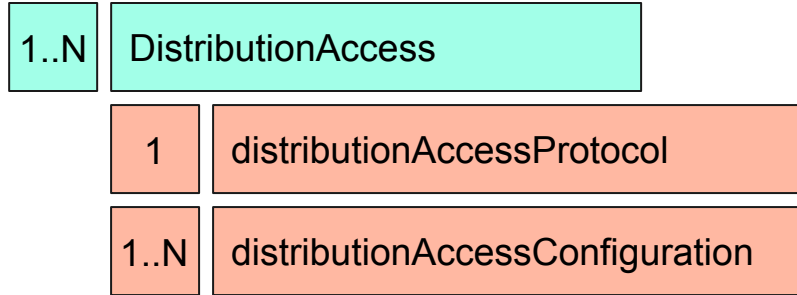 1..N DistributionAccess
1 distributionAccessProtocol
1..N distributionAccessConfiguration